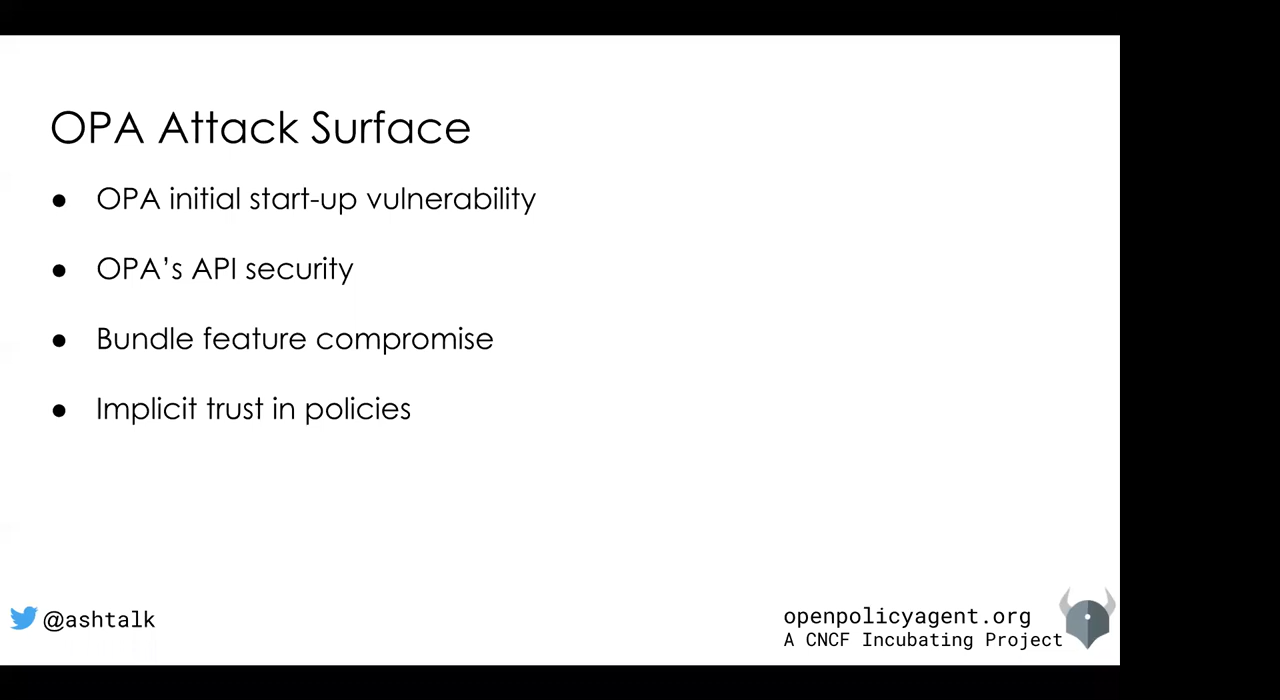 OPA Attack Surface
● OPA initial start-up vulnerability
● OPA’s API security
● Bundle feature compromise
● Implicit trust in policies
@ashtalk
openpolicyagent.org
A CNCF Incubating Project